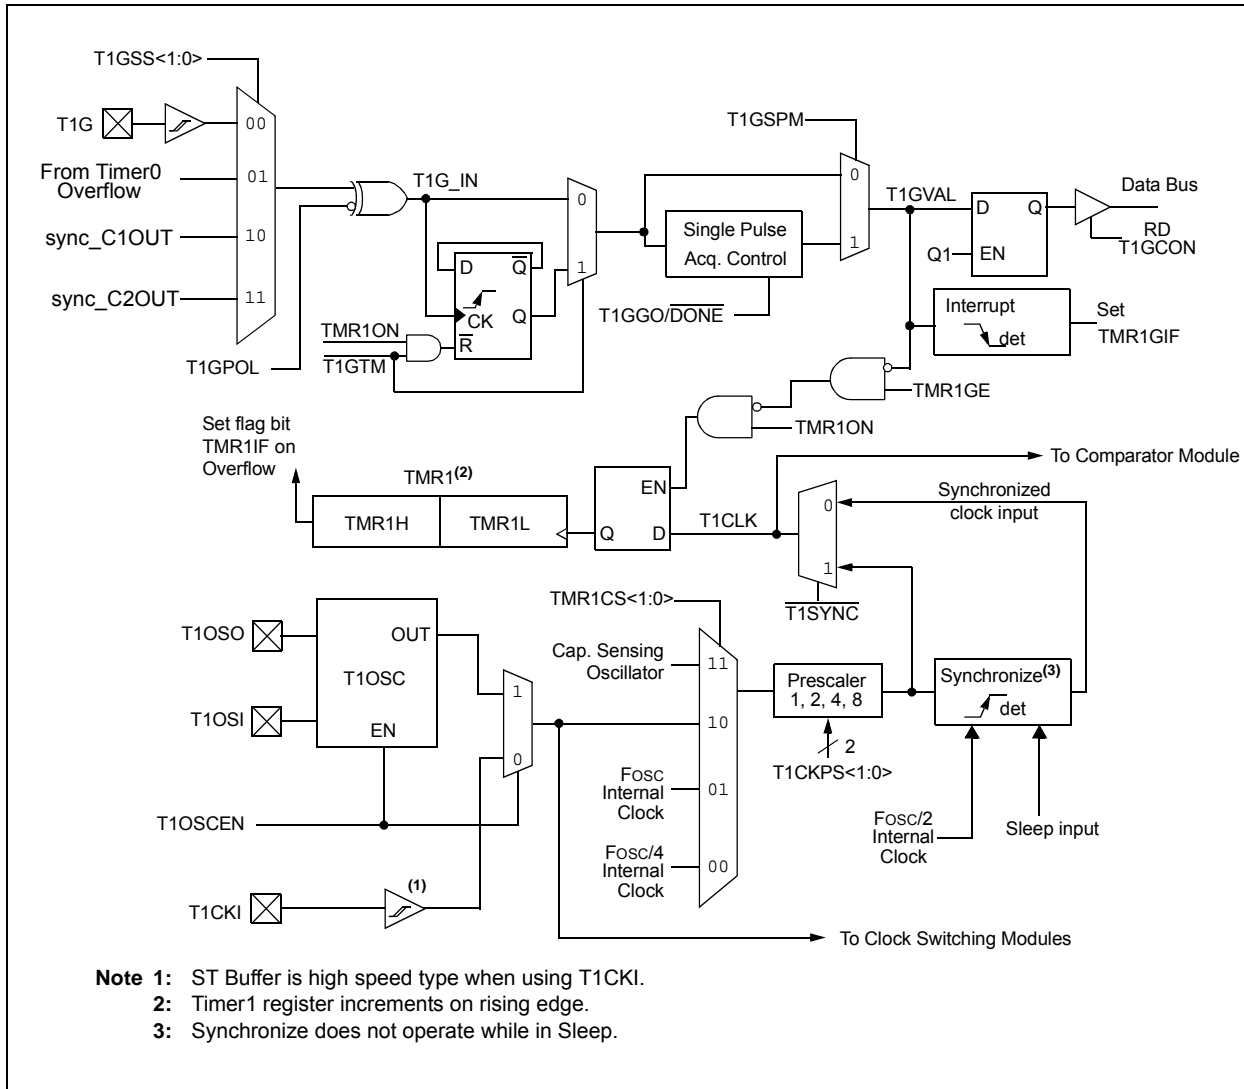 T1GSS<1:0>
T1G
00
From Timer0
Overflow
01
sync_C1OUT
10
sync_C2OUT
11
T1GPOL
T1G_IN
0
1
D
Q
CK
Q
R
TMR1ON
T1GTM
T1GSPM
0
1
Single Pulse
Acq. Control
T1GGO/DONE
T1GVAL
D
Q
Q1
EN
Data Bus
RD
T1GCON
Interrupt
det
Set
TMR1GIF
TMR1GE
TMR1ON
Set flag bit
TMR1IF on
Overflow
TMR1(2)
TMR1H
TMR1L
EN
Q
D
T1CLK
To Comparator Module
0
1
Synchronized
clock input
T1SYNC
TMR1CS<1:0>
T1OSO
OUT
T1OSC
T1OSI
EN
1
0
T1OSCEN
(1)
T1CKI
Cap. Sensing
Oscillator
11
10
FOSC
Internal
Clock
01
FOSC/4
Internal
Clock
00
Prescaler
1, 2, 4, 8
2
T1CKPS<1:0>
Synchronize(3)
det
FOSC/2
Internal
Clock
Sleep input
To Clock Switching Modules
Note 1: ST Buffer is high speed type when using T1CKI.
2: Timer1 register increments on rising edge.
3: Synchronize does not operate while in Sleep.